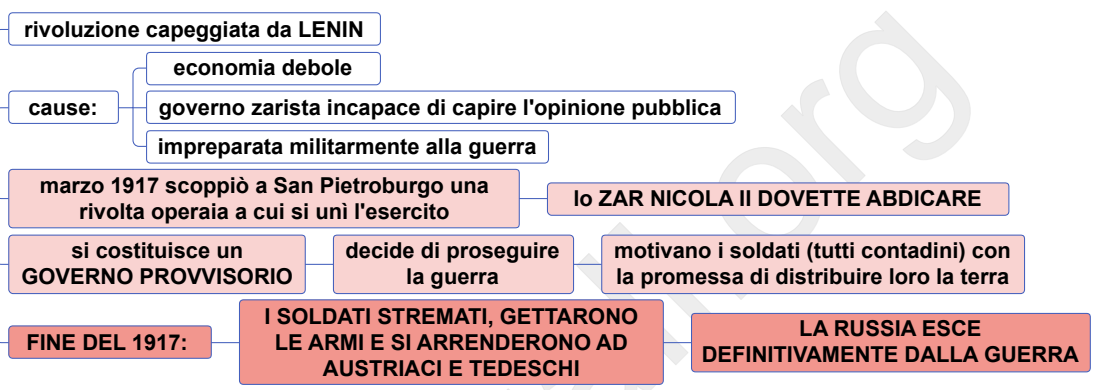 rivoluzione capeggiata da LENIN
economia debole
cause:
governo zarista incapace di capire l'opinione pubblica
impreparata militarmente alla guerra
marzo 1917 scoppiò a San Pietroburgo una
rivolta operaia a cui si unì l'esercito
lo ZAR NICOLA II DOVETTE ABDICARE
si costituisce un
GOVERNO PROVVISORIO
decide di proseguire
la guerra
motivano i soldati (tutti contadini) con
la promessa di distribuire loro la terra
FINE DEL 1917:
I SOLDATI STREMATI, GETTARONO
LE ARMI E SI ARRENDERONO AD
AUSTRIACI E TEDESCHI
LA RUSSIA ESCE
DEFINITIVAMENTE DALLA GUERRA